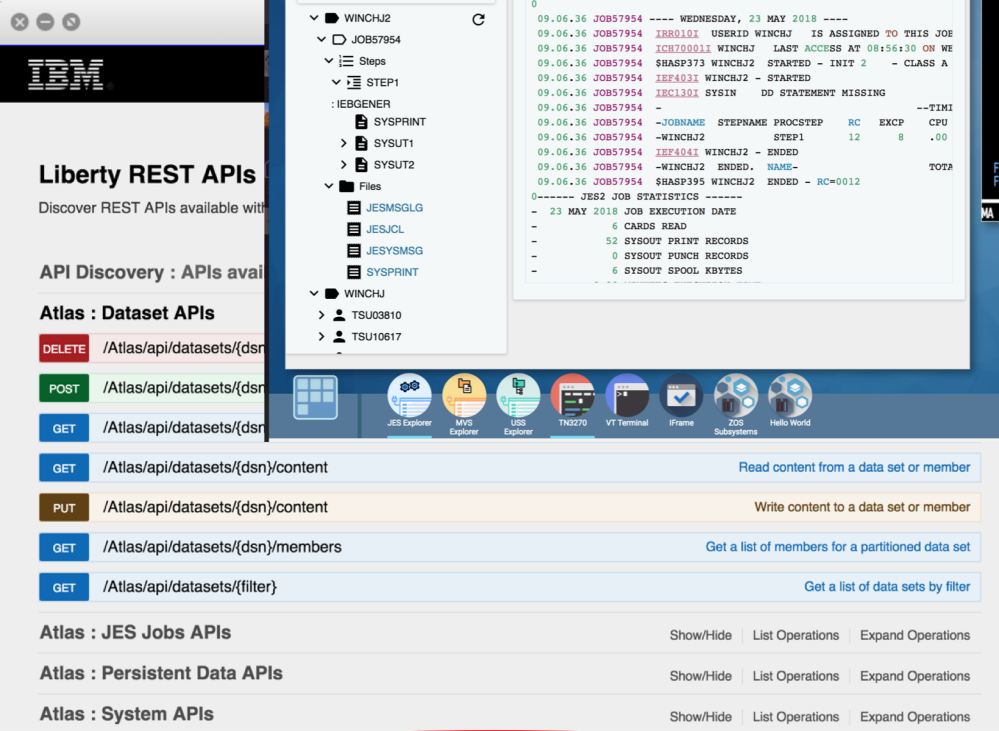 IBM
Liberty REST APIs
Discover REST APIs available with
API Discovery : APIs avai
Atlas : Dataset APIs
DELETE /Atlas/api/datasets/{dsn
POST /Atlas/api/datasets/{dsn
GET /Atlas/api/datasets/{dsn
GET /Atlas/api/datasets/{dsn}/content Read content from a data set or member
PUT /Atlas/api/datasets/{dsn}/content Write content to a data set or member
GET /Atlas/api/datasets/{dsn}/members Get a list of members for a partitioned data set
GET /Atlas/api/datasets/{filter} Get a list of data sets by filter
Atlas : JES Jobs APIs Show/Hide List Operations Expand Operations
Atlas : Persistent Data APIs Show/Hide List Operations Expand Operations
Atlas : System APIs Show/Hide List Operations Expand Operations
WINCHJ2
JOB57954
Steps
STEP1
: IEBGENER
SYSPRINT
SYSUT1
SYSUT2
Files
JESMSGLG
JESJCL
JESYSMSG
SYSPRINT
WINCHJ
TSU03810
TSU10617
0
09.06.36 JOB57954 ---- WEDNESDAY, 23 MAY 2018 ----
09.06.36 JOB57954 IRR010I USERID WINCHJ IS ASSIGNED TO THIS JOB
09.06.36 JOB57954 ICH70001I WINCHJ LAST ACCESS AT 08:56:30 ON WE
09.06.36 JOB57954 $HASP373 WINCHJ2 STARTED - INIT 2 - CLASS A
09.06.36 JOB57954 IEF403I WINCHJ2 - STARTED
09.06.36 JOB57954 IEC130I SYSIN DD STATEMENT MISSING
09.06.36 JOB57954 - --TIMI
09.06.36 JOB57954 -JOBNAME STEPNAME PROCSTEP RC EXCP CPU
09.06.36 JOB57954 -WINCHJ2 STEP1 12 8 .00
09.06.36 JOB57954 IEF404I WINCHJ2 - ENDED
09.06.36 JOB57954 -WINCHJ2 ENDED. NAME- TOTA
09.06.36 JOB57954 $HASP395 WINCHJ2 ENDED - RC=0012
0------ JES2 JOB STATISTICS ------
- 23 MAY 2018 JOB EXECUTION DATE
- 6 CARDS READ
- 52 SYSOUT PRINT RECORDS
- 0 SYSOUT PUNCH RECORDS
- 6 SYSOUT SPOOL KBYTES
F
F
MA
JES Explorer
MVS Explorer
USS Explorer
TN3270
VT Terminal
IFrame
ZOS Subsystems
Hello World